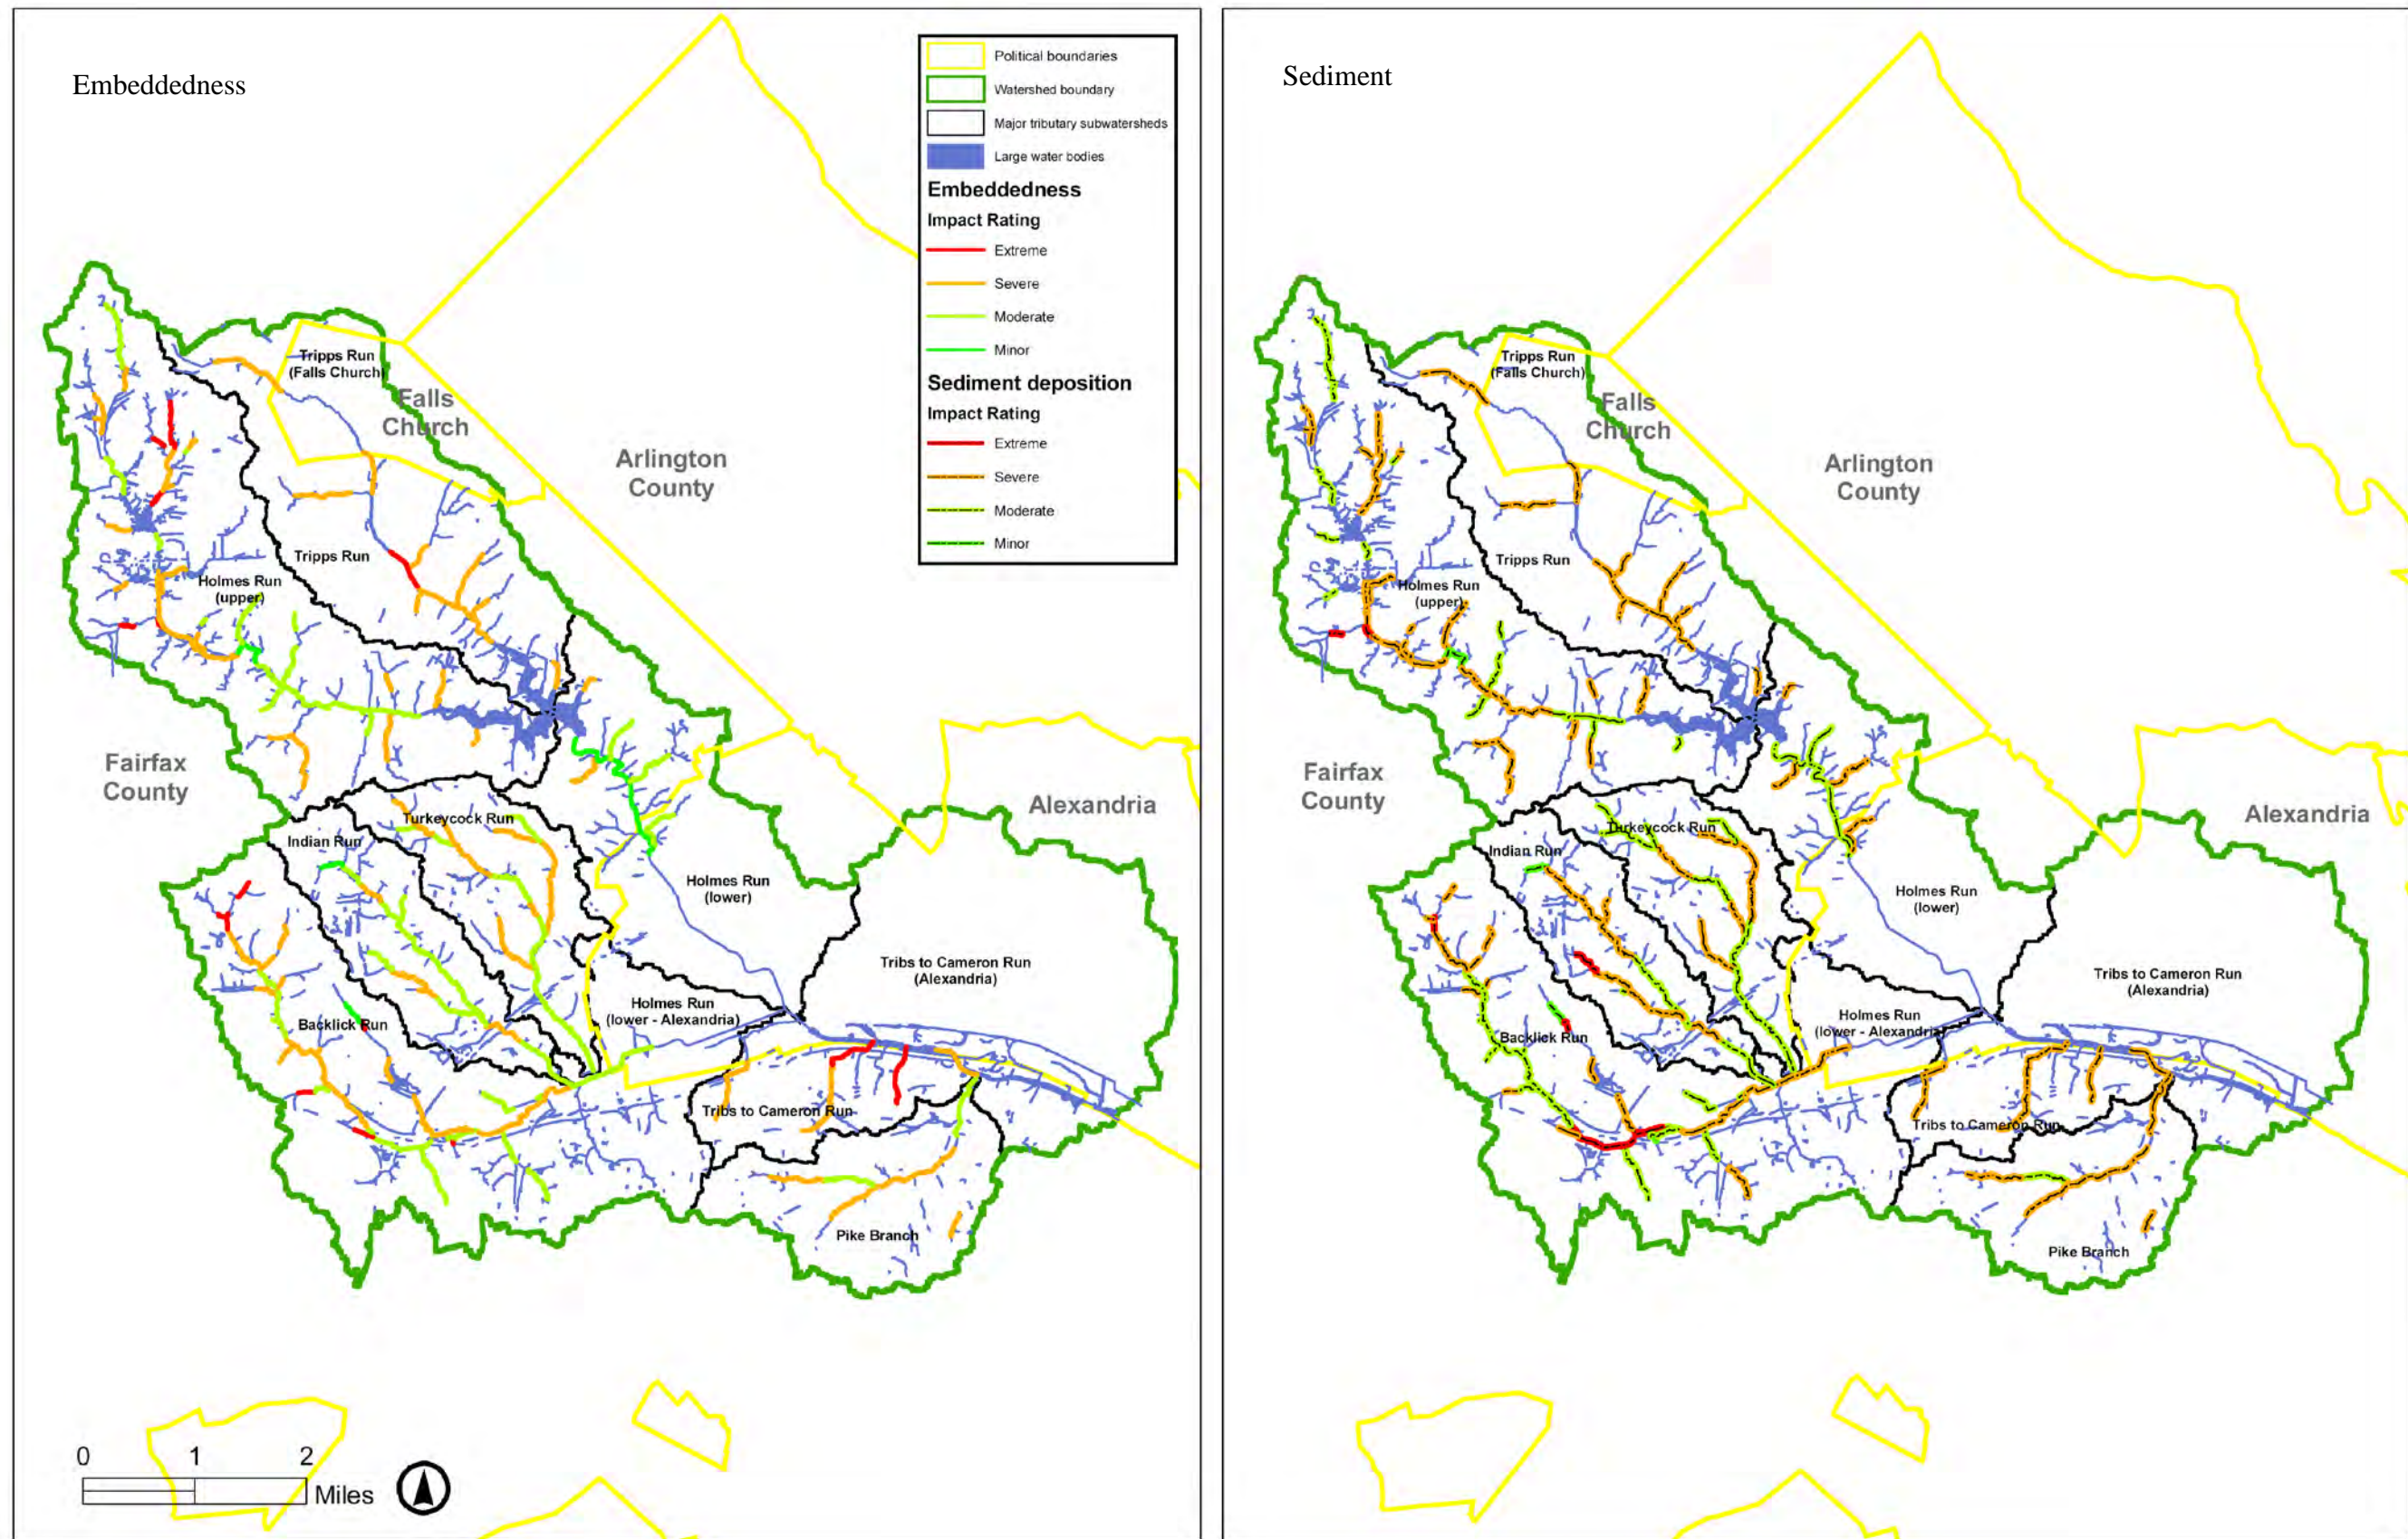 Embeddedness
Political boundaries
Watershed boundary
Major tributary subwatersheds
Large water bodies
Embeddedness
Impact Rating
Extreme
Severe
Moderate
Minor
Sediment deposition
Impact Rating
Extreme
Severe
Moderate
Minor
Tripps Run
(Falls Church)
Falls
Church
Arlington
County
Tripps Run
Holmes Run
(upper)
Fairfax
County
Alexandria
Turkeycock Run
Indian Run
Holmes Run
(lower)
Tribs to Cameron Run
(Alexandria)
Holmes Run
(lower - Alexandria)
Backlick Run
Tribs to Cameron Run
Pike Branch
0 1 2
Miles
Sediment
Tripps Run
(Falls Church)
Falls
Church
Arlington
County
Tripps Run
Holmes Run
(upper)
Fairfax
County
Alexandria
Turkeycock Run
Indian Run
Holmes Run
(lower)
Tribs to Cameron Run
(Alexandria)
Holmes Run
(lower - Alexandria)
Backlick Run
Tribs to Cameron Run
Pike Branch